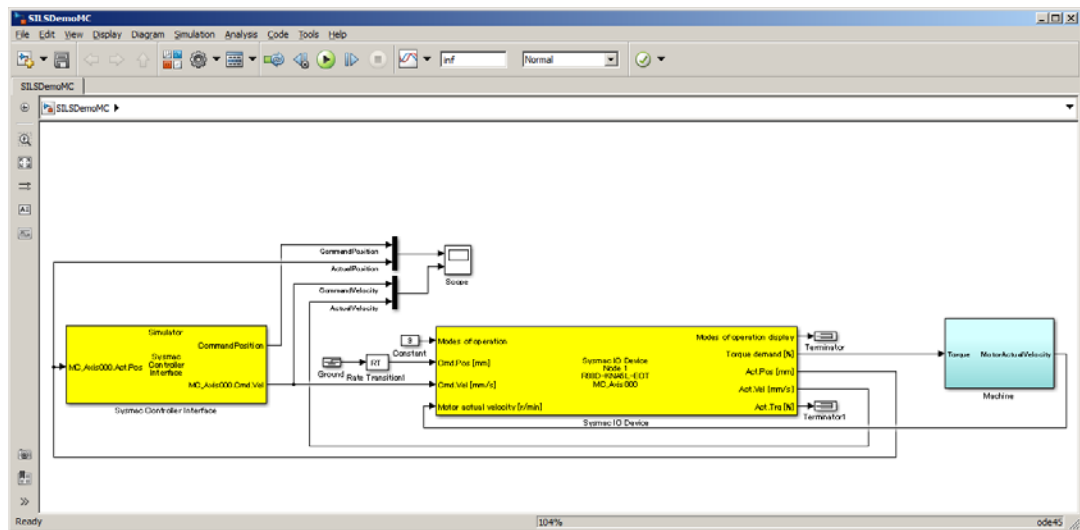 SILSDemoMC
File Edit View Display Diagram Simulation Analysis Code Tools Help
inf Normal
SILSDemoMC
SILSDemoMC
CommandPosition
ActualPosition
Scope
CommandVelocity
ActualVelocity
Simulator
CommandPosition
Sysmac
Controller
Interface
MC_Axis000.Act.Pos
MC_Axis000.Cmd.Vel
Sysmac Controller Interface
Constant
Ground
RT
Rate Transition1
Modes of operation
Cmd.Pos [mm]
Cmd.Vel [mm/s]
Motor actual velocity [r/min]
Sysmac IO Device
Node 1
R88D-KNA5L-ECT
MC_Axis000
Modes of operation display
Torque demand [N]
Act.Pos [mm]
Act.Vel [mm/s]
Act.Trq [N]
Sysmac IO Device
Terminator
Terminator1
Torque MotorActualVelocity
Machine
Ready 104% ode45